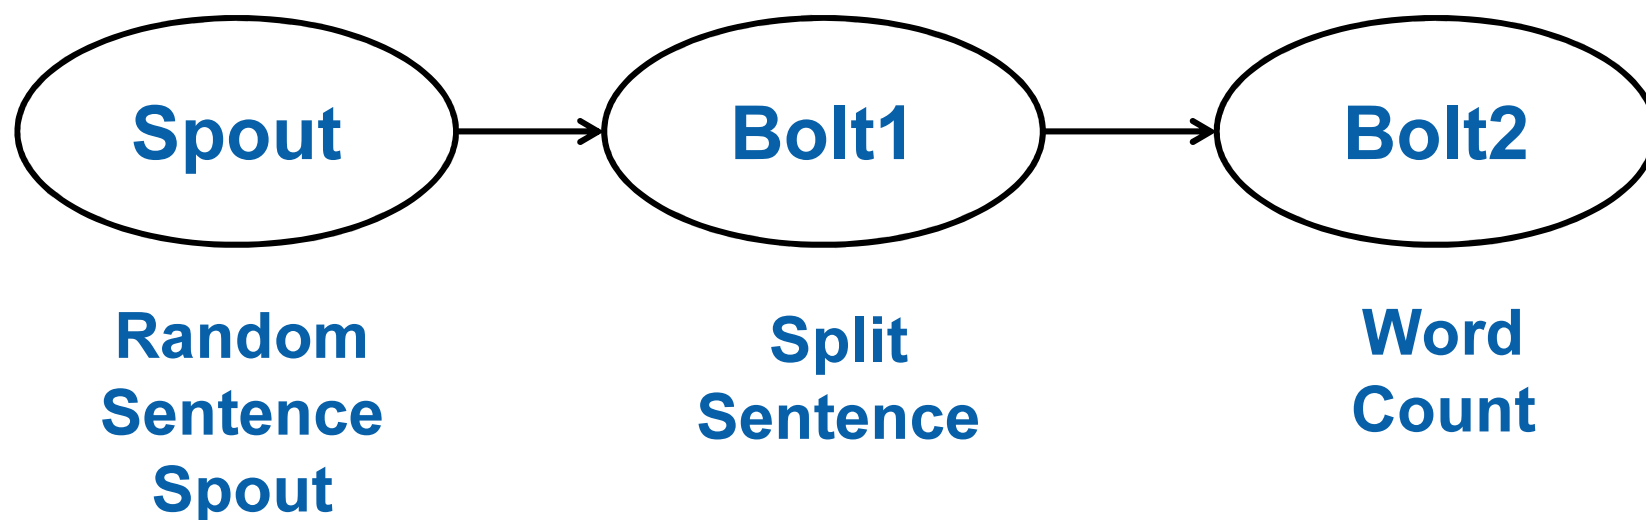 Spout
Bolt1
Bolt2
Random
Sentence
Spout
Split
Sentence
Word
Count